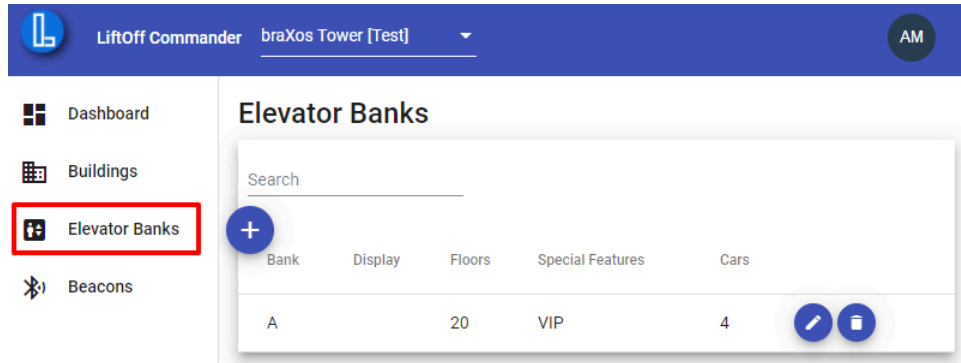 LiftOff Commander braXos Tower [Test] AM
Dashboard
Buildings
Elevator Banks
Beacons
Elevator Banks
Search
Bank Display Floors Special Features Cars
A 20 VIP 4